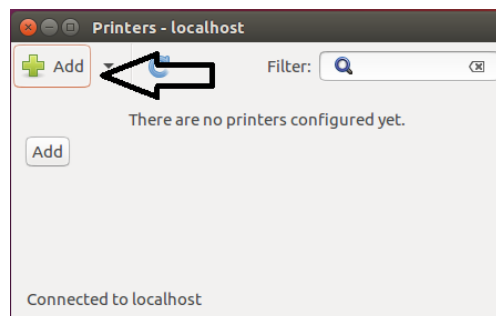 Printers - localhost
Add Filter:
There are no printers configured yet.
Add
Connected to localhost